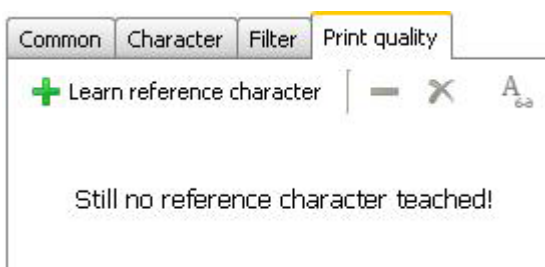 Common Character Filter Print quality
Learn reference character
Still no reference character teached!